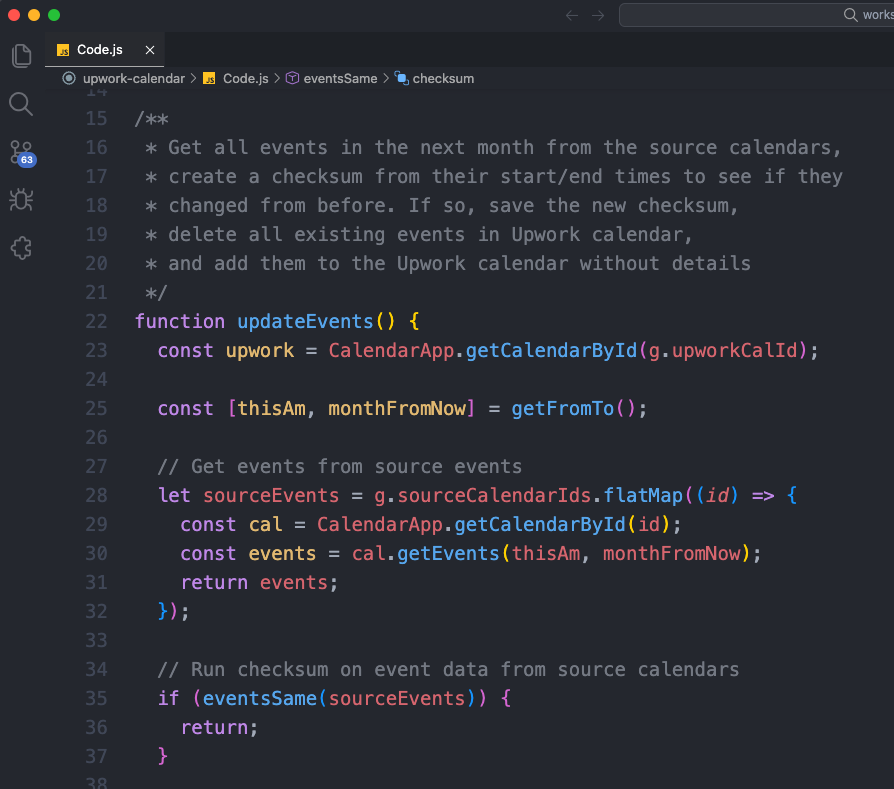 works
JS Code.js ×
upwork-calendar > JS Code.js > eventsSame > checksum
14
15 /**
16  * Get all events in the next month from the source calendars,
17  * create a checksum from their start/end times to see if they
63
18  * changed from before. If so, save the new checksum,
19  * delete all existing events in Upwork calendar,
20  * and add them to the Upwork calendar without details
21  */
22 function updateEvents() {
23   const upwork = CalendarApp.getCalendarById(g.upworkCalId);
24
25   const [thisAm, monthFromNow] = getFromTo();
26
27   // Get events from source events
28   let sourceEvents = g.sourceCalendarIds.flatMap((id) => {
29     const cal = CalendarApp.getCalendarById(id);
30     const events = cal.getEvents(thisAm, monthFromNow);
31     return events;
32   });
33
34   // Run checksum on event data from source calendars
35   if (eventsSame(sourceEvents)) {
36     return;
37   }
38